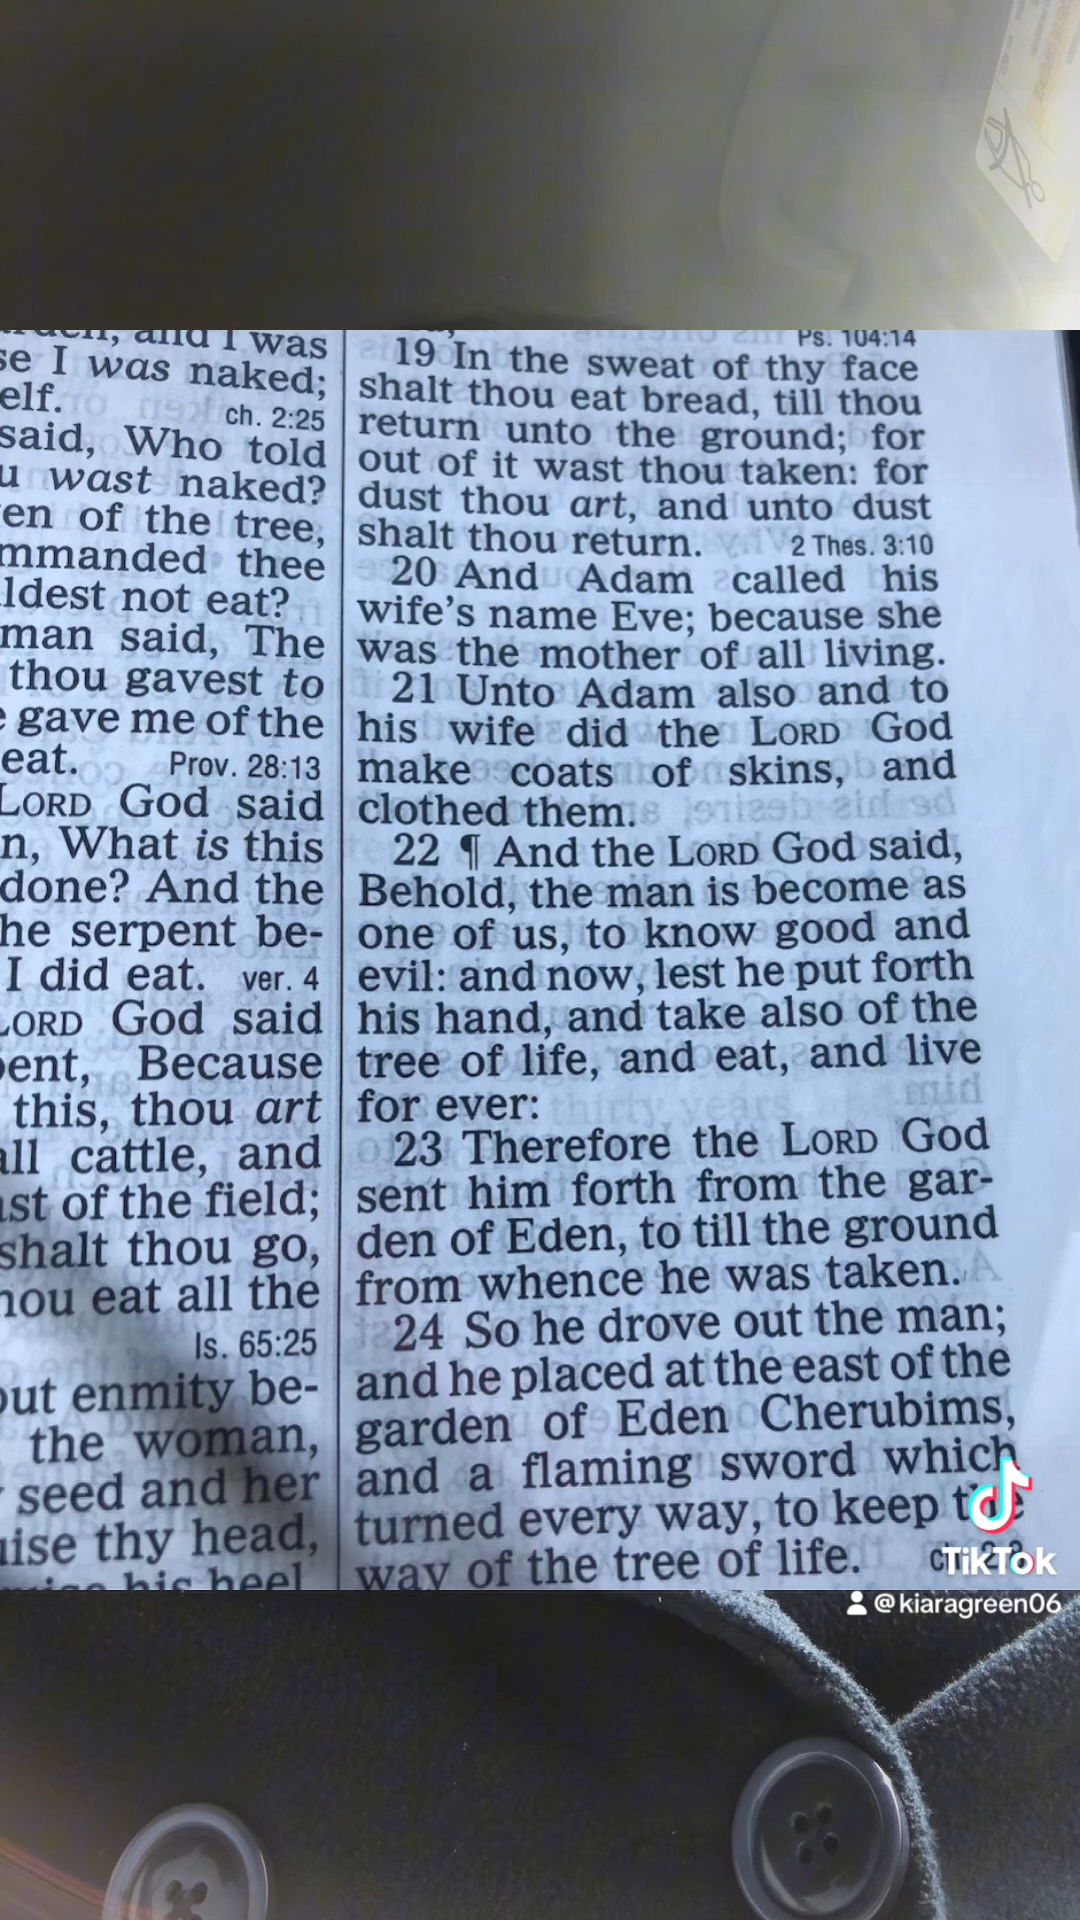 and I was
se I was naked;
elf. ch. 2:25
said, Who told
u wast naked?
en of the tree,
mmanded thee
ldest not eat?
man said, The
thou gavest to
e gave me of the
eat. Prov. 28:13
LORD God said
n, What is this
done? And the
he serpent be-
I did eat. ver. 4
LORD God said
pent, Because
this, thou art
all cattle, and
ast of the field;
shalt thou go,
hou eat all the
Is. 65:25
out enmity be-
the woman,
seed and her
uise thy head,
his heel
Ps. 104:14
19 In the sweat of thy face
shalt thou eat bread, till thou
return unto the ground; for
out of it wast thou taken: for
dust thou art, and unto dust
shalt thou return. 2 Thes. 3:10
20 And Adam called his
wife's name Eve; because she
was the mother of all living.
21 Unto Adam also and to
his wife did the LORD God
make coats of skins, and
clothed them.
22 ¶ And the LORD God said,
Behold, the man is become as
one of us, to know good and
evil: and now, lest he put forth
his hand, and take also of the
tree of life, and eat, and live
for ever:
23 Therefore the LORD God
sent him forth from the gar-
den of Eden, to till the ground
from whence he was taken.
24 So he drove out the man;
and he placed at the east of the
garden of Eden Cherubims,
and a flaming sword which
turned every way, to keep the
way of the tree of life.
TikTok
@kiaragreen06